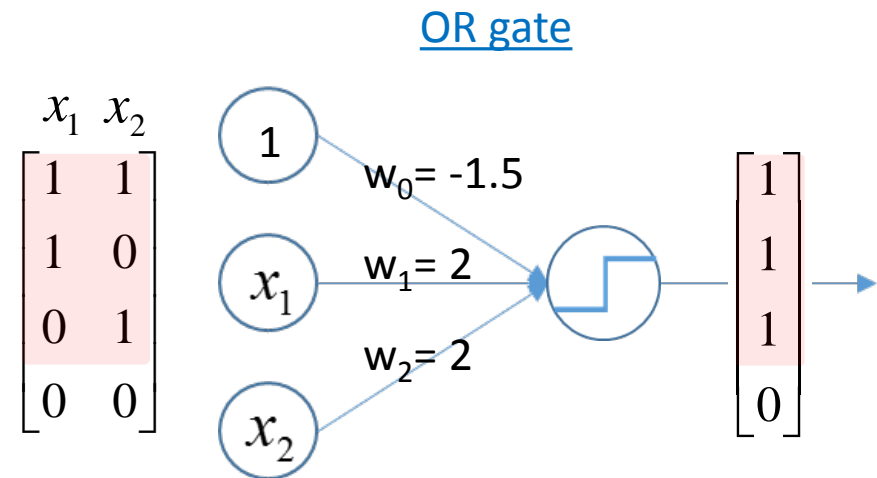 OR gate
x₁ x₂
1 1
1 0
0 1
0 0
1
w₀= -1.5
x₁
w₁= 2
w₂= 2
x₂
1
1
1
0